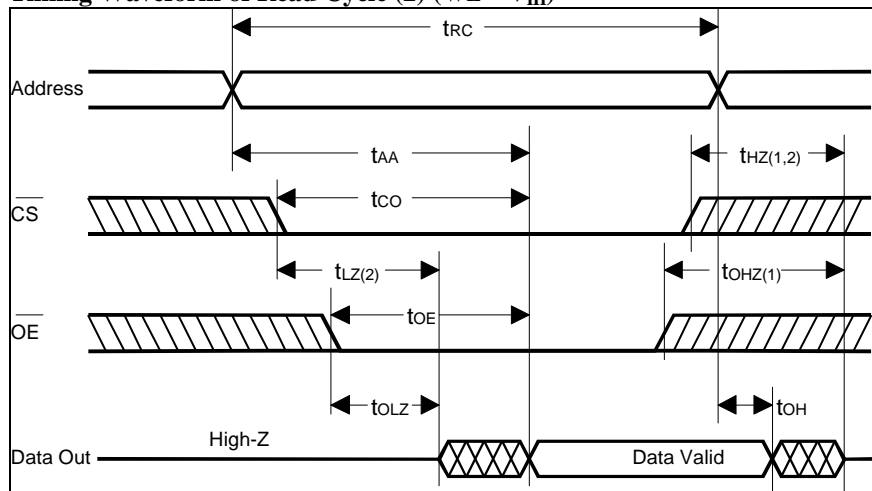 Timing Waveform of Read Cycle (2) (WE = VIH)
tRC
Address
tAA
tHZ(1,2)
CS
tCO
tLZ(2)
tOHZ(1)
OE
tOE
tOLZ
tOH
High-Z
Data Out
Data Valid